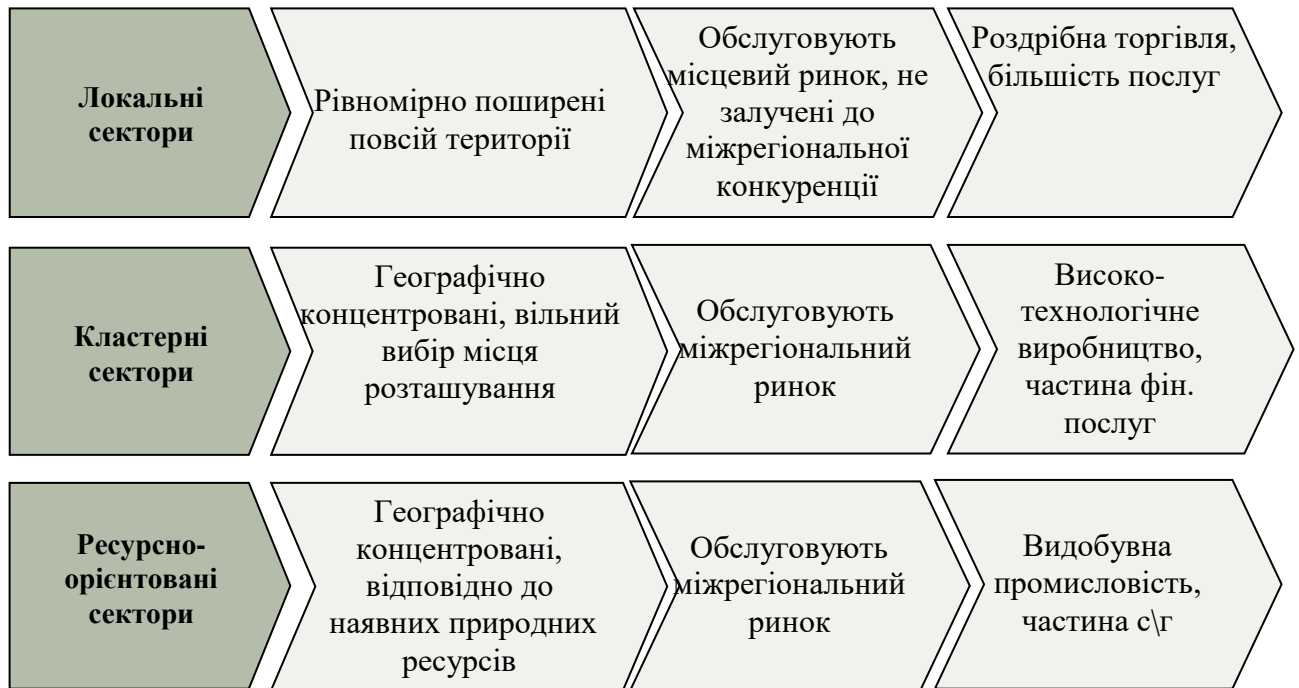 Локальні
сектори
Рівномірно поширені
повсій території
Обслуговують
місцевий ринок, не
залучені до
міжрегіональної
конкуренції
Роздрібна торгівля,
більшість послуг
Кластерні
сектори
Географічно
концентровані, вільний
вибір місця
розташування
Обслуговують
міжрегіональний
ринок
Високо-
технологічне
виробництво,
частина фін.
послуг
Ресурсно-
орієнтовані
сектори
Географічно
концентровані,
відповідно до
наявних природних
ресурсів
Обслуговують
міжрегіональний
ринок
Видобувна
промисловість,
частина с\г